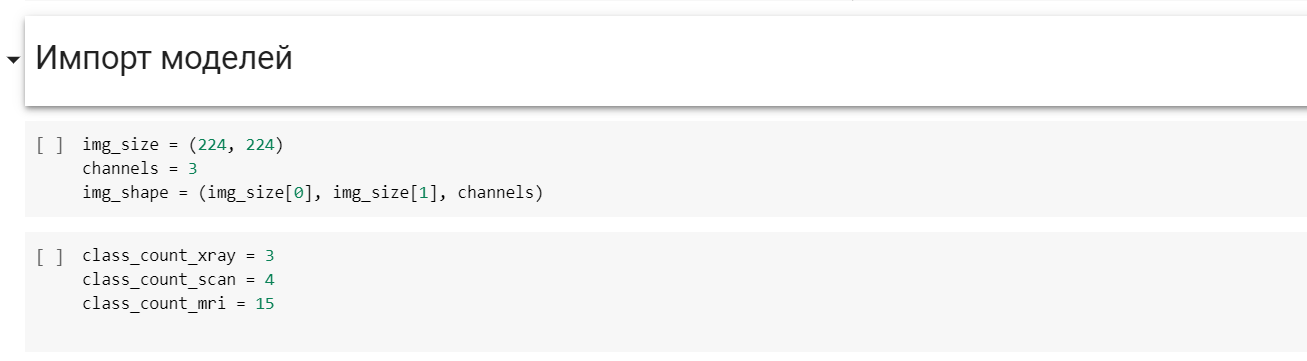 Импорт моделей
[ ] img_size = (224, 224)
channels = 3
img_shape = (img_size[0], img_size[1], channels)
[ ] class_count_xray = 3
class_count_scan = 4
class_count_mri = 15